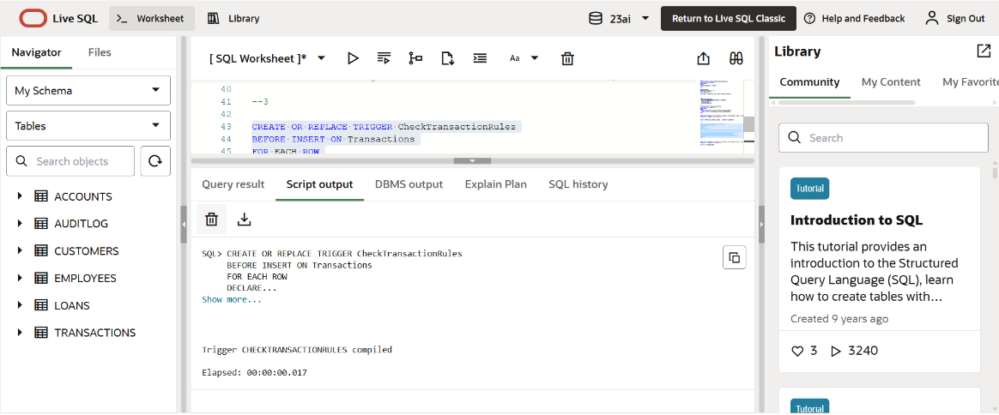 Live SQL
Worksheet
Library
23ai
Return to Live SQL Classic
Help and Feedback
Sign Out
Navigator
Files
My Schema
Tables
Search objects
ACCOUNTS
AUDITLOG
CUSTOMERS
EMPLOYEES
LOANS
TRANSACTIONS
[ SQL Worksheet ]*
Aa
40
41 --3
42
43 CREATE OR REPLACE TRIGGER CheckTransactionRules
44 BEFORE INSERT ON Transactions
45 FOR EACH ROW
Query result
Script output
DBMS output
Explain Plan
SQL history
SQL> CREATE OR REPLACE TRIGGER CheckTransactionRules
BEFORE INSERT ON Transactions
FOR EACH ROW
DECLARE...
Show more...
Trigger CHECKTRANSACTIONRULES compiled
Elapsed: 00:00:00.017
Library
Community
My Content
My Favorite
Search
Tutorial
Introduction to SQL
This tutorial provides an
introduction to the Structured
Query Language (SQL), learn
how to create tables with...
Created 9 years ago
3 3240
Tutorial